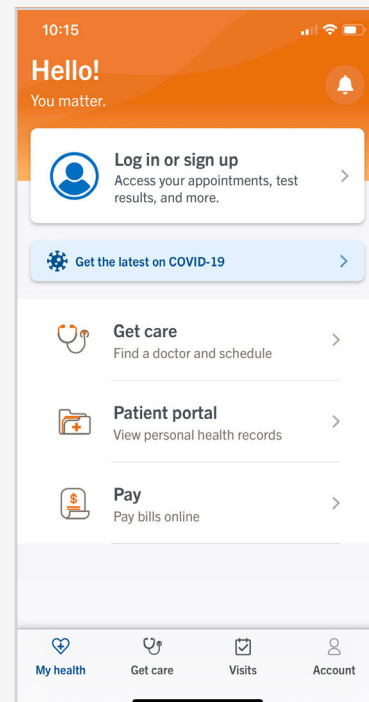 10:15
Hello!
You matter.
Log in or sign up
Access your appointments, test
results, and more.
Get the latest on COVID-19
Get care
Find a doctor and schedule
Patient portal
View personal health records
$
Pay
Pay bills online
My health
Get care
Visits
Account